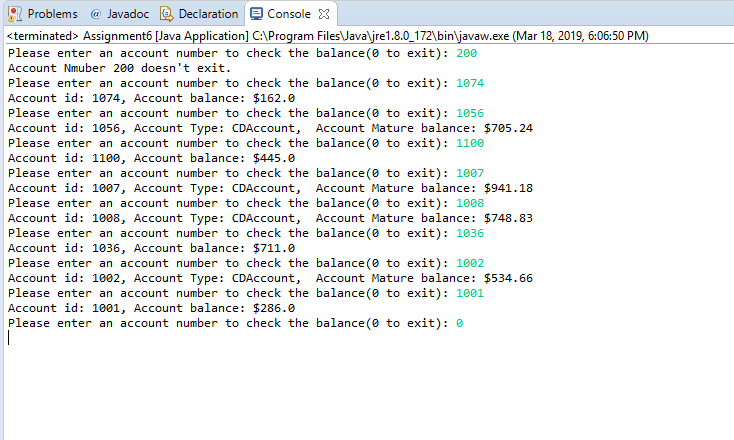 Problems @ Javadoc Declaration Console
<terminated> Assignment6 [Java Application] C:\Program Files\Java\jre1.8.0_172\bin\javaw.exe (Mar 18, 2019, 6:06:50 PM)
Please enter an account number to check the balance(0 to exit): 200
Account Nmuber 200 doesn't exit.
Please enter an account number to check the balance(0 to exit): 1074
Account id: 1074, Account balance: $162.0
Please enter an account number to check the balance(0 to exit): 1056
Account id: 1056, Account Type: CDAccount,  Account Mature balance: $705.24
Please enter an account number to check the balance(0 to exit): 1100
Account id: 1100, Account balance: $445.0
Please enter an account number to check the balance(0 to exit): 1007
Account id: 1007, Account Type: CDAccount,  Account Mature balance: $941.18
Please enter an account number to check the balance(0 to exit): 1008
Account id: 1008, Account Type: CDAccount,  Account Mature balance: $748.83
Please enter an account number to check the balance(0 to exit): 1036
Account id: 1036, Account balance: $711.0
Please enter an account number to check the balance(0 to exit): 1002
Account id: 1002, Account Type: CDAccount,  Account Mature balance: $534.66
Please enter an account number to check the balance(0 to exit): 1001
Account id: 1001, Account balance: $286.0
Please enter an account number to check the balance(0 to exit): 0